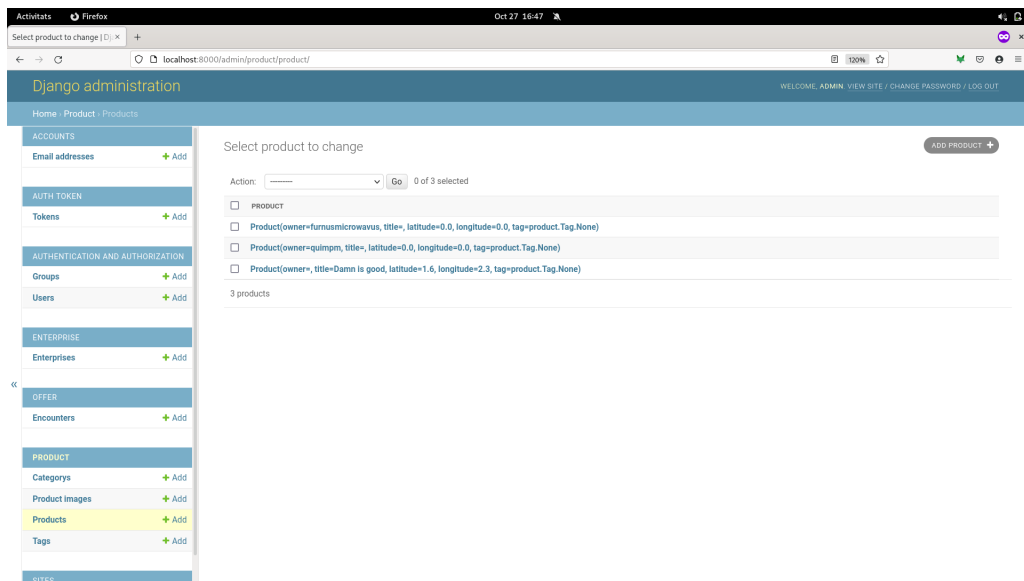 Activitats Firefox Oct 27 16:47
Select product to change | Dj × +
localhost:8000/admin/product/product/ 120%
Django administration
WELCOME, ADMIN. VIEW SITE / CHANGE PASSWORD / LOG OUT
Home › Product › Products
ACCOUNTS
Email addresses + Add
AUTH TOKEN
Tokens + Add
AUTHENTICATION AND AUTHORIZATION
Groups + Add
Users + Add
ENTERPRISE
Enterprises + Add
«
OFFER
Encounters + Add
PRODUCT
Categorys + Add
Product images + Add
Products + Add
Tags + Add
SITES
Select product to change
ADD PRODUCT +
Action: --------- Go 0 of 3 selected
PRODUCT
Product(owner=furnusmicrowavus, title=, latitude=0.0, longitude=0.0, tag=product.Tag.None)
Product(owner=quimpm, title=, latitude=0.0, longitude=0.0, tag=product.Tag.None)
Product(owner=, title=Damn is good, latitude=1.6, longitude=2.3, tag=product.Tag.None)
3 products